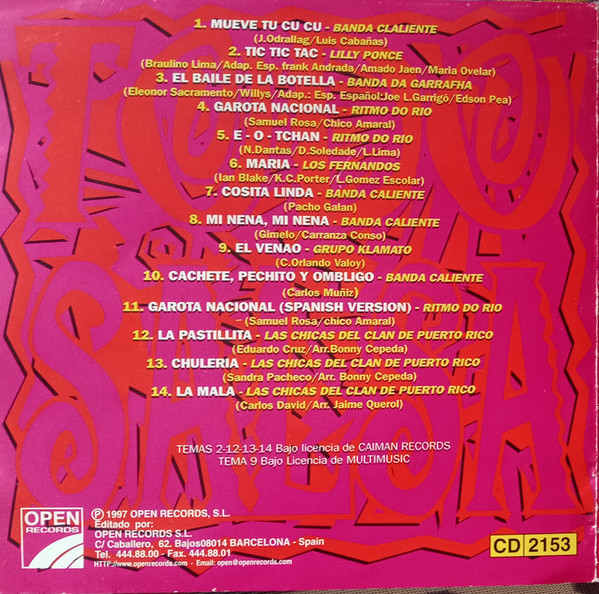 1. MUEVE TU CU CU - BANDA CLALIENTE
(J.Odrallag/Luis Cabañas)
2. TIC TIC TAC - LILLY PONCE
(Braulino Lima/Adap. Esp. frank Andrada/Amado Jaen/Maria Ovelar)
3. EL BAILE DE LA BOTELLA - BANDA DA GARRAFHA
(Eleonor Sacramento/Willys/Adap.: Esp. Español:Joe L.Garrigó/Edson Pea)
4. GAROTA NACIONAL - RITMO DO RIO
(Samuel Rosa/Chico Amaral)
5. E - O - TCHAN - RITMO DO RIO
(N.Dantas/D.Soledade/L.Lima)
6. MARIA - LOS FERNANDOS
(Ian Blake/K.C.Porter/L.Gomez Escolar)
7. COSITA LINDA - BANDA CALIENTE
(Pacho Galan)
8. MI NENA, MI NENA - BANDA CALIENTE
(Gimelo/Carranza Conso)
9. EL VENAO - GRUPO KLAMATO
(C.Orlando Valoy)
10. CACHETE, PECHITO Y OMBLIGO - BANDA CALIENTE
(Carlos Muñiz)
11. GAROTA NACIONAL (SPANISH VERSION) - RITMO DO RIO
(Samuel Rosa/chico Amaral)
12. LA PASTILLITA - LAS CHICAS DEL CLAN DE PUERTO RICO
(Eduardo Cruz/Arr.Bonny Cepeda)
13. CHULERIA - LAS CHICAS DEL CLAN DE PUERTO RICO
(Sandra Pacheco/Arr. Bonny Cepeda)
14. LA MALA - LAS CHICAS DEL CLAN DE PUERTO RICO
(Carlos David/Arr. Jaime Querol)
TEMAS 2-12-13-14 Bajo licencia de CAIMAN RECORDS
TEMA 9 Bajo Licencia de MULTIMUSIC
OPEN
RECORDS
℗ 1997 OPEN RECORDS, S.L.
Editado por:
OPEN RECORDS S.L.
C/ Caballero, 62. Bajos08014 BARCELONA - Spain
Tel. 444.88.00 - Fax. 444.88.01
HTTP://www.openrecords.com - Email: open@openrecords.com
CD 2153